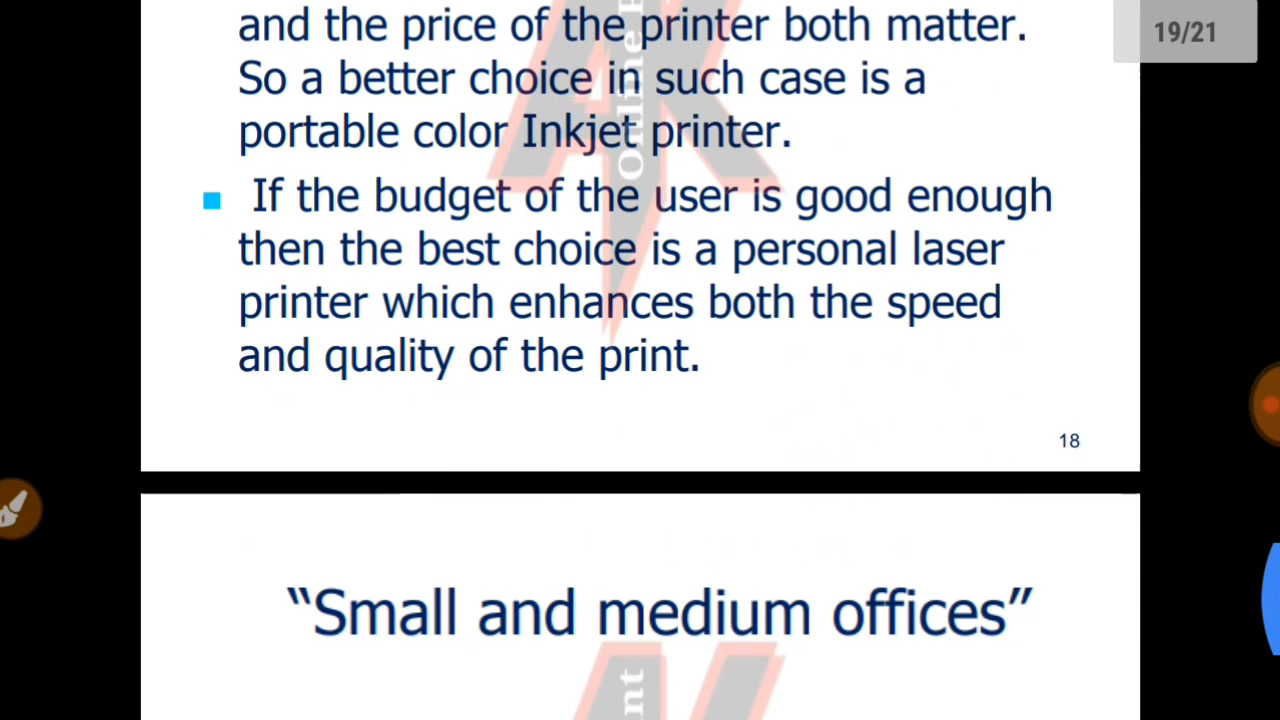 and the price of the printer both matter.
19/21
So a better choice in such case is a
portable color Inkjet printer.
If the budget of the user is good enough
then the best choice is a personal laser
printer which enhances both the speed
and quality of the print.
18
“Small and medium offices”
Online